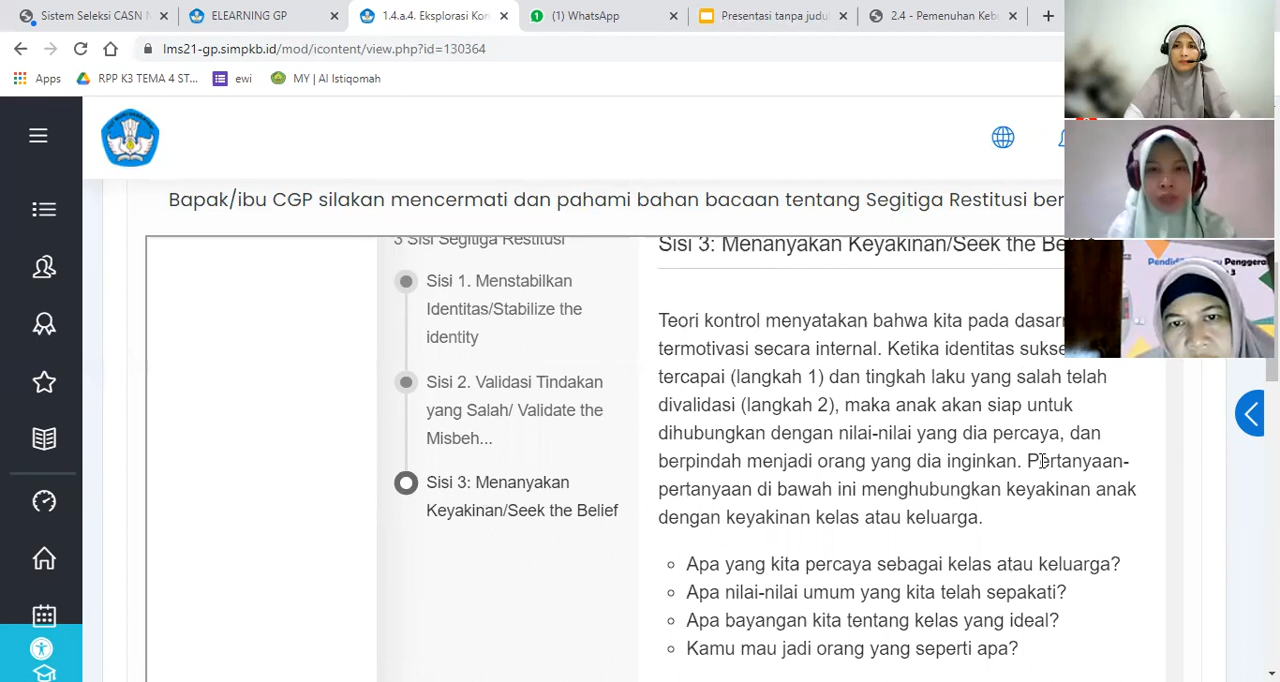 Sistem Seleksi CASN
ELEARNING GP
1.4.a.4. Eksplorasi Kon
(1) WhatsApp
Presentasi tanpa judul
2.4 - Pemenuhan Keb
lms21-gp.simpkb.id/mod/icontent/view.php?id=130364
Apps
RPP K3 TEMA 4 ST...
ewi
MY | Al Istiqomah
Bapak/ibu CGP silakan mencermati dan pahami bahan bacaan tentang Segitiga Restitusi ber
3 Sisi Segitiga Restitusi
Sisi 1. Menstabilkan
Identitas/Stabilize the
identity
Sisi 2. Validasi Tindakan
yang Salah/ Validate the
Misbeh...
Sisi 3: Menanyakan
Keyakinan/Seek the Belief
Sisi 3: Menanyakan Keyakinan/Seek the Be
Teori kontrol menyatakan bahwa kita pada dasar
termotivasi secara internal. Ketika identitas sukse
tercapai (langkah 1) dan tingkah laku yang salah telah
divalidasi (langkah 2), maka anak akan siap untuk
dihubungkan dengan nilai-nilai yang dia percaya, dan
berpindah menjadi orang yang dia inginkan. Pertanyaan-
pertanyaan di bawah ini menghubungkan keyakinan anak
dengan keyakinan kelas atau keluarga.
Apa yang kita percaya sebagai kelas atau keluarga?
Apa nilai-nilai umum yang kita telah sepakati?
Apa bayangan kita tentang kelas yang ideal?
Kamu mau jadi orang yang seperti apa?